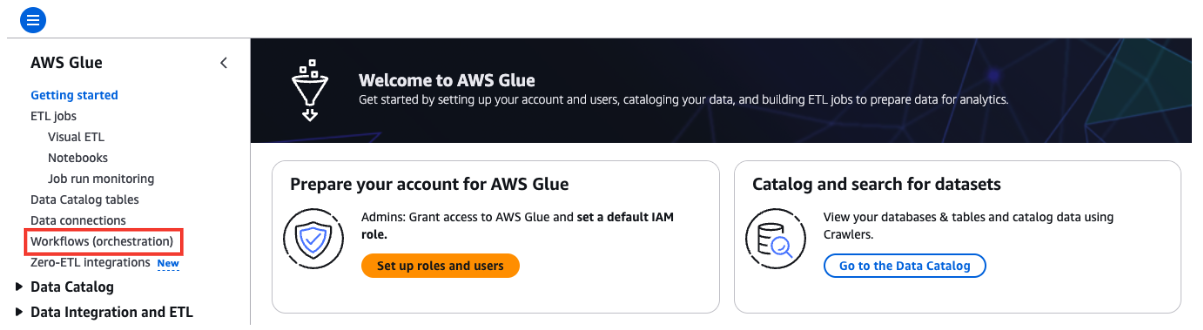 AWS Glue
Getting started
ETL jobs
Visual ETL
Notebooks
Job run monitoring
Data Catalog tables
Data connections
Workflows (orchestration)
Zero-ETL integrations New
Data Catalog
Data Integration and ETL
Welcome to AWS Glue
Get started by setting up your account and users, cataloging your data, and building ETL jobs to prepare data for analytics.
Prepare your account for AWS Glue
Admins: Grant access to AWS Glue and set a default IAM
role.
Set up roles and users
Catalog and search for datasets
View your databases & tables and catalog data using
Crawlers.
Go to the Data Catalog